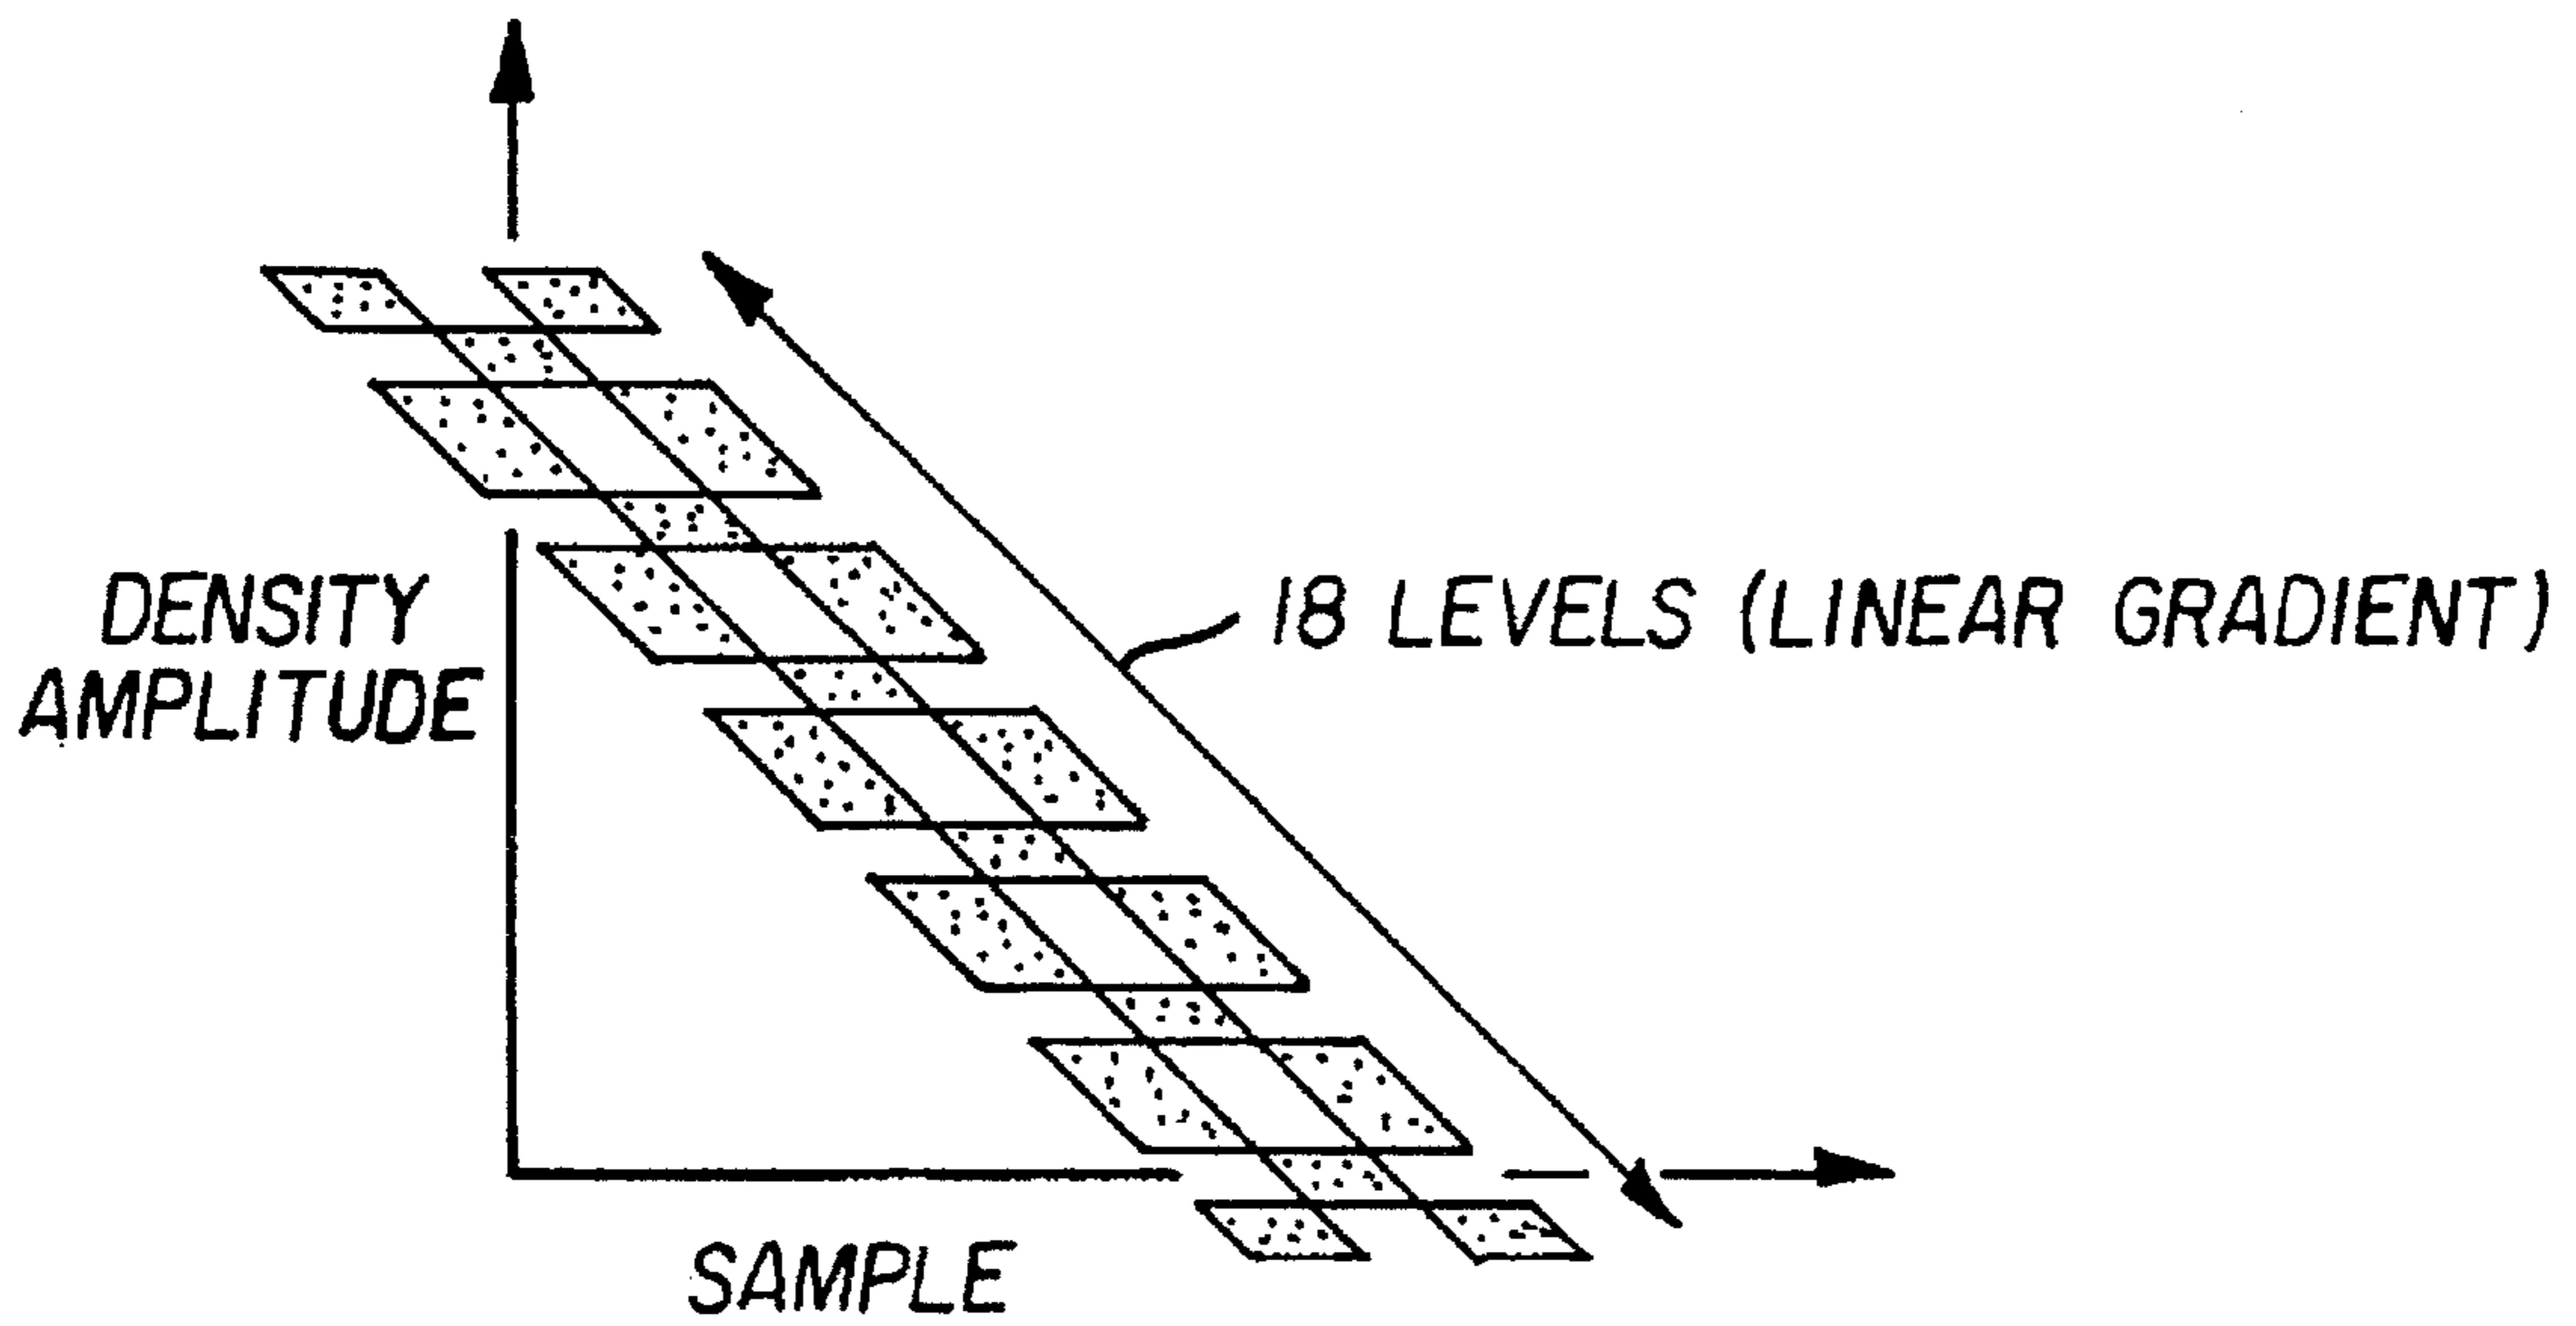 DENSITY
AMPLITUDE
18 LEVELS (LINEAR GRADIENT)
SAMPLE